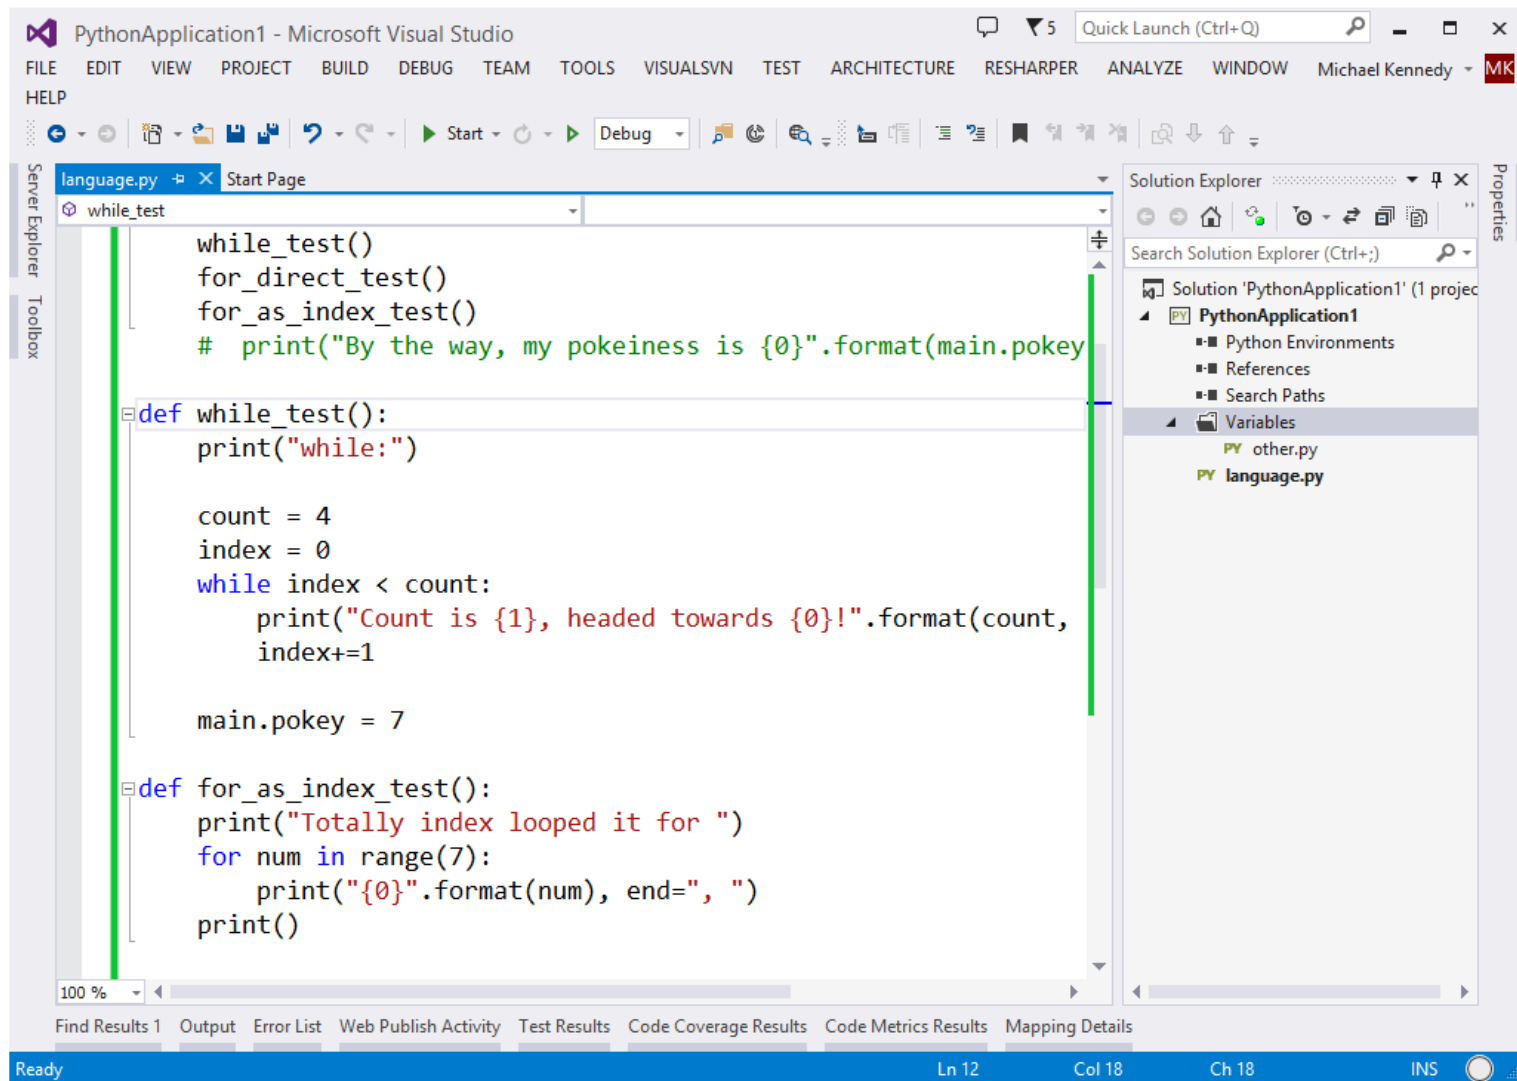 PythonApplication1 - Microsoft Visual Studio
5
Quick Launch (Ctrl+Q)
FILE EDIT VIEW PROJECT BUILD DEBUG TEAM TOOLS VISUALSVN TEST ARCHITECTURE RESHARPER ANALYZE WINDOW Michael Kennedy MK
HELP
Start Debug
Server Explorer
Toolbox
language.py Start Page
while_test
while_test()
for_direct_test()
for_as_index_test()
# print("By the way, my pokeiness is {0}".format(main.pokey
def while_test():
print("while:")
count = 4
index = 0
while index < count:
print("Count is {1}, headed towards {0}!".format(count,
index+=1
main.pokey = 7
def for_as_index_test():
print("Totally index looped it for ")
for num in range(7):
print("{0}".format(num), end=", ")
print()
100 %
Solution Explorer
Search Solution Explorer (Ctrl+;)
Solution 'PythonApplication1' (1 projec
PY PythonApplication1
Python Environments
References
Search Paths
Variables
PY other.py
PY language.py
Properties
Find Results 1 Output Error List Web Publish Activity Test Results Code Coverage Results Code Metrics Results Mapping Details
Ready Ln 12 Col 18 Ch 18 INS